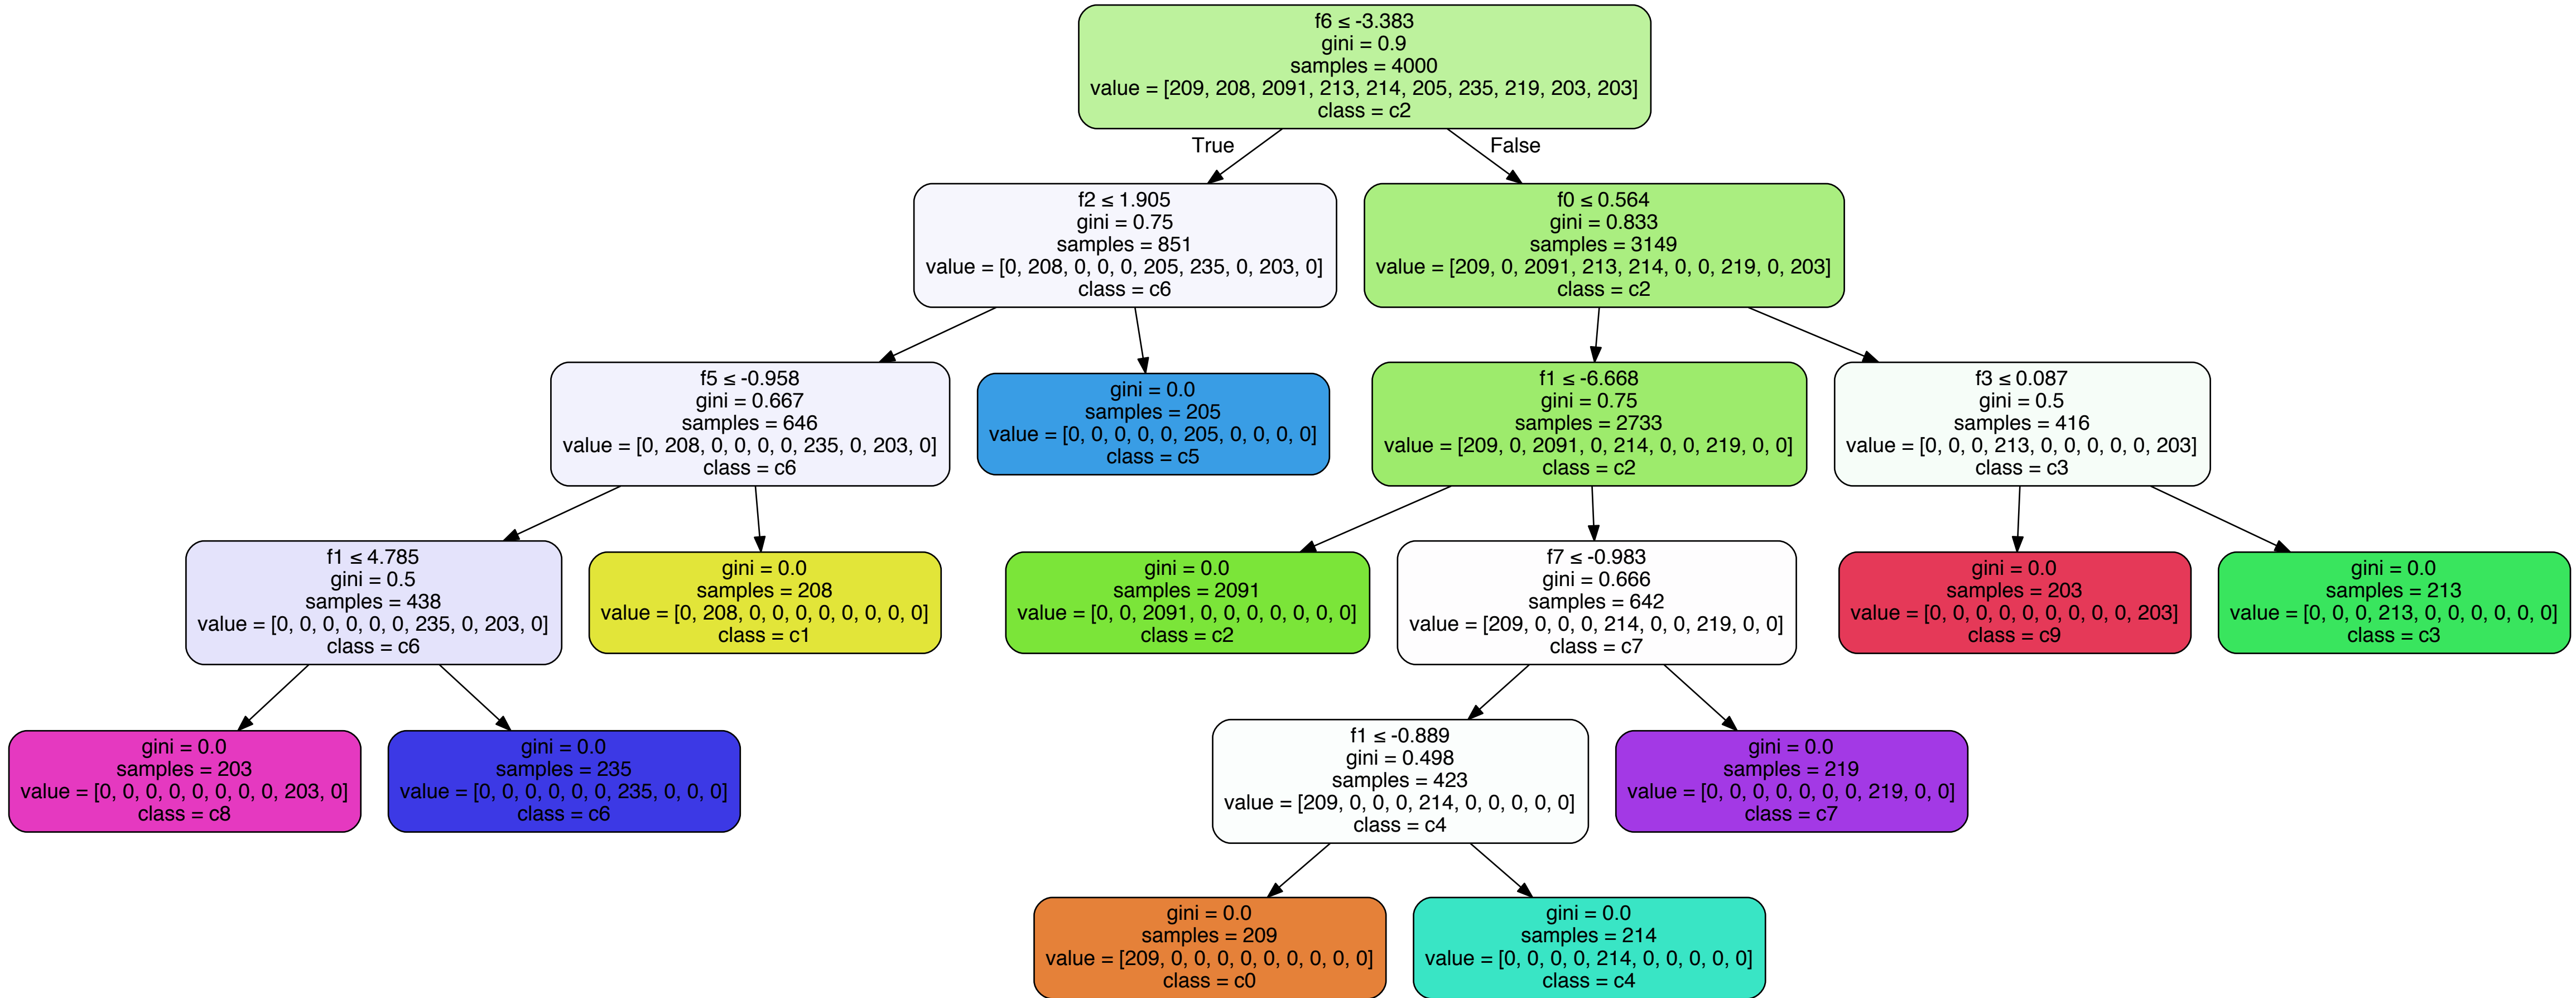 f6 ≤ -3.383
gini = 0.9
samples = 4000
value = [209, 208, 2091, 213, 214, 205, 235, 219, 203, 203]
class = c2
True
False
f2 ≤ 1.905
gini = 0.75
samples = 851
value = [0, 208, 0, 0, 0, 205, 235, 0, 203, 0]
class = c6
f0 ≤ 0.564
gini = 0.833
samples = 3149
value = [209, 0, 2091, 213, 214, 0, 0, 219, 0, 203]
class = c2
f5 ≤ -0.958
gini = 0.667
samples = 646
value = [0, 208, 0, 0, 0, 0, 235, 0, 203, 0]
class = c6
gini = 0.0
samples = 205
value = [0, 0, 0, 0, 0, 205, 0, 0, 0, 0]
class = c5
f1 ≤ -6.668
gini = 0.75
samples = 2733
value = [209, 0, 2091, 0, 214, 0, 0, 219, 0, 0]
class = c2
f3 ≤ 0.087
gini = 0.5
samples = 416
value = [0, 0, 0, 213, 0, 0, 0, 0, 0, 203]
class = c3
f1 ≤ 4.785
gini = 0.5
samples = 438
value = [0, 0, 0, 0, 0, 0, 235, 0, 203, 0]
class = c6
gini = 0.0
samples = 208
value = [0, 208, 0, 0, 0, 0, 0, 0, 0, 0]
class = c1
gini = 0.0
samples = 2091
value = [0, 0, 2091, 0, 0, 0, 0, 0, 0, 0]
class = c2
f7 ≤ -0.983
gini = 0.666
samples = 642
value = [209, 0, 0, 0, 214, 0, 0, 219, 0, 0]
class = c7
gini = 0.0
samples = 203
value = [0, 0, 0, 0, 0, 0, 0, 0, 0, 203]
class = c9
gini = 0.0
samples = 213
value = [0, 0, 0, 213, 0, 0, 0, 0, 0, 0]
class = c3
gini = 0.0
samples = 203
value = [0, 0, 0, 0, 0, 0, 0, 0, 203, 0]
class = c8
gini = 0.0
samples = 235
value = [0, 0, 0, 0, 0, 0, 235, 0, 0, 0]
class = c6
f1 ≤ -0.889
gini = 0.498
samples = 423
value = [209, 0, 0, 0, 214, 0, 0, 0, 0, 0]
class = c4
gini = 0.0
samples = 219
value = [0, 0, 0, 0, 0, 0, 0, 219, 0, 0]
class = c7
gini = 0.0
samples = 209
value = [209, 0, 0, 0, 0, 0, 0, 0, 0, 0]
class = c0
gini = 0.0
samples = 214
value = [0, 0, 0, 0, 214, 0, 0, 0, 0, 0]
class = c4